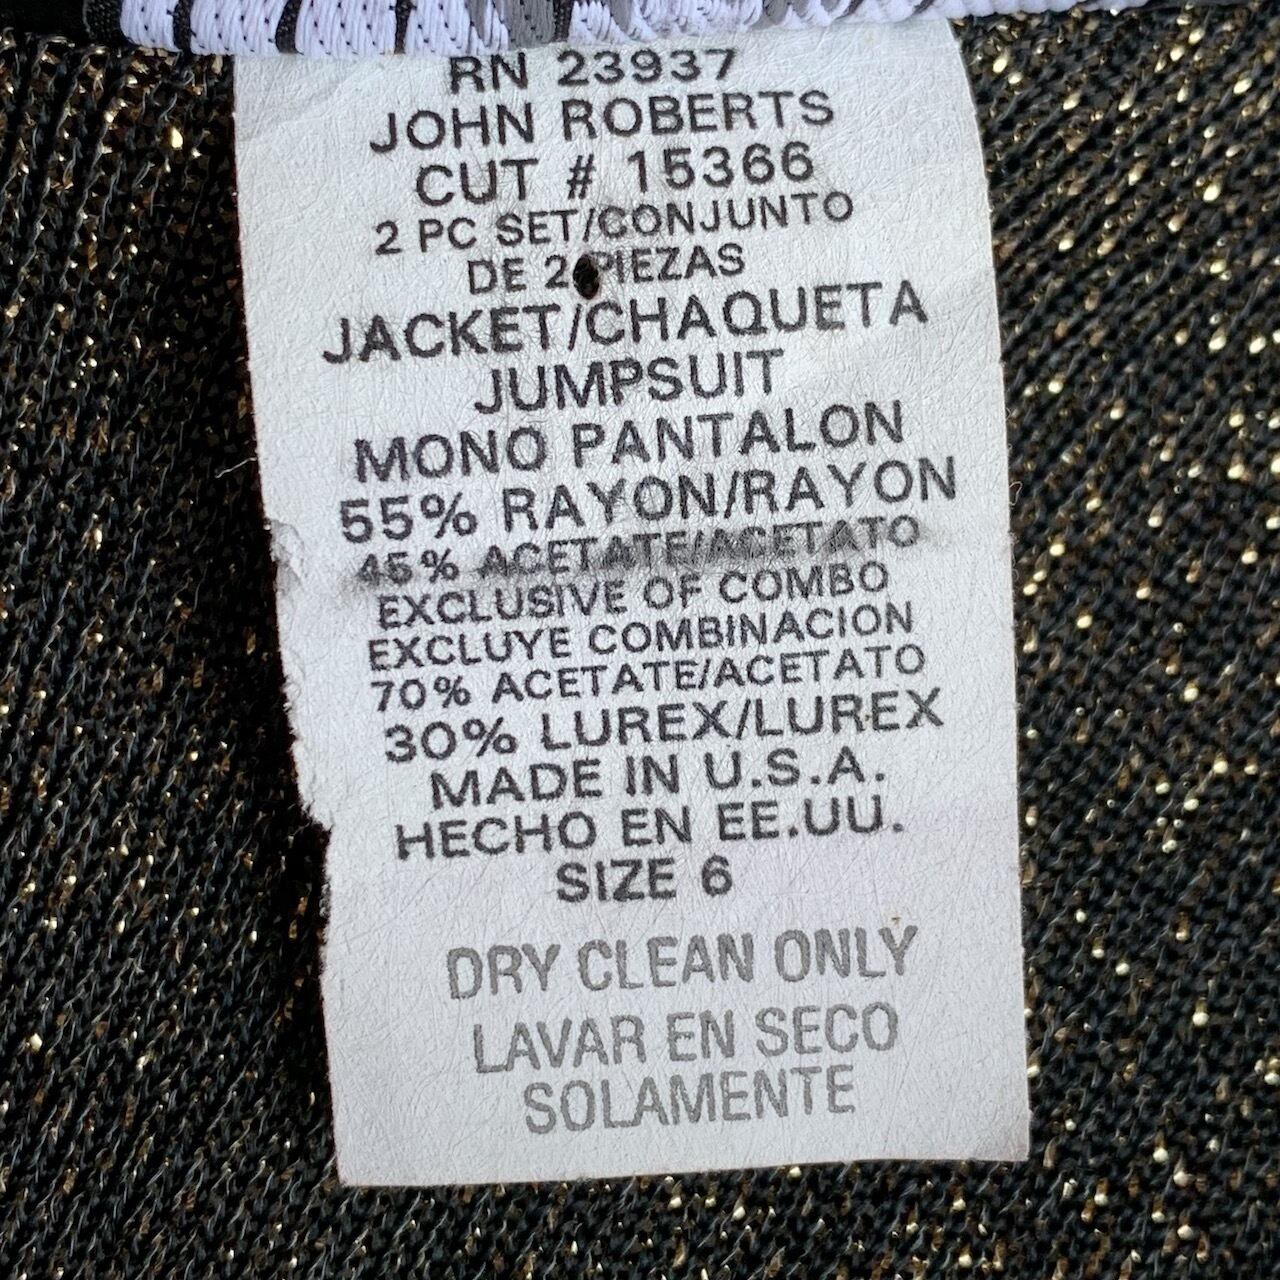 RN 23937
JOHN ROBERTS
CUT # 15366
2 PC SET/CONJUNTO
DE 2 PIEZAS
JACKET/CHAQUETA
JUMPSUIT
MONO PANTALON
55% RAYON/RAYON
45% ACETATE/ACETATO
EXCLUSIVE OF COMBO
EXCLUYE COMBINACION
70% ACETATE/ACETATO
30% LUREX/LUREX
MADE IN U.S.A.
HECHO EN EE.UU.
SIZE 6
DRY CLEAN ONLY
LAVAR EN SECO
SOLAMENTE